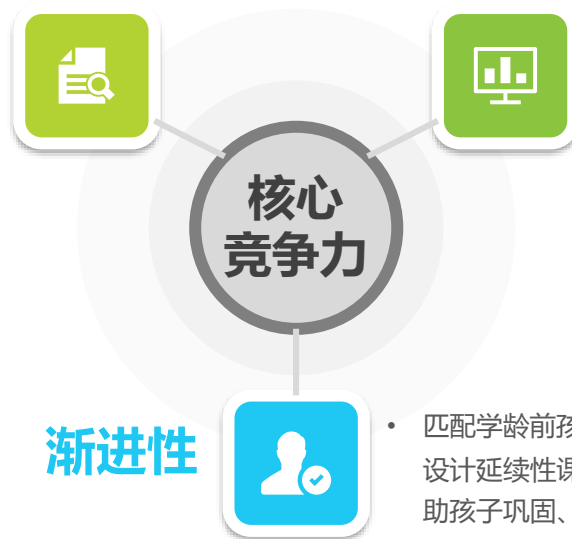 核心
竞争力
渐进性
• 匹配学龄前孩
设计延续性课
助孩子巩固、